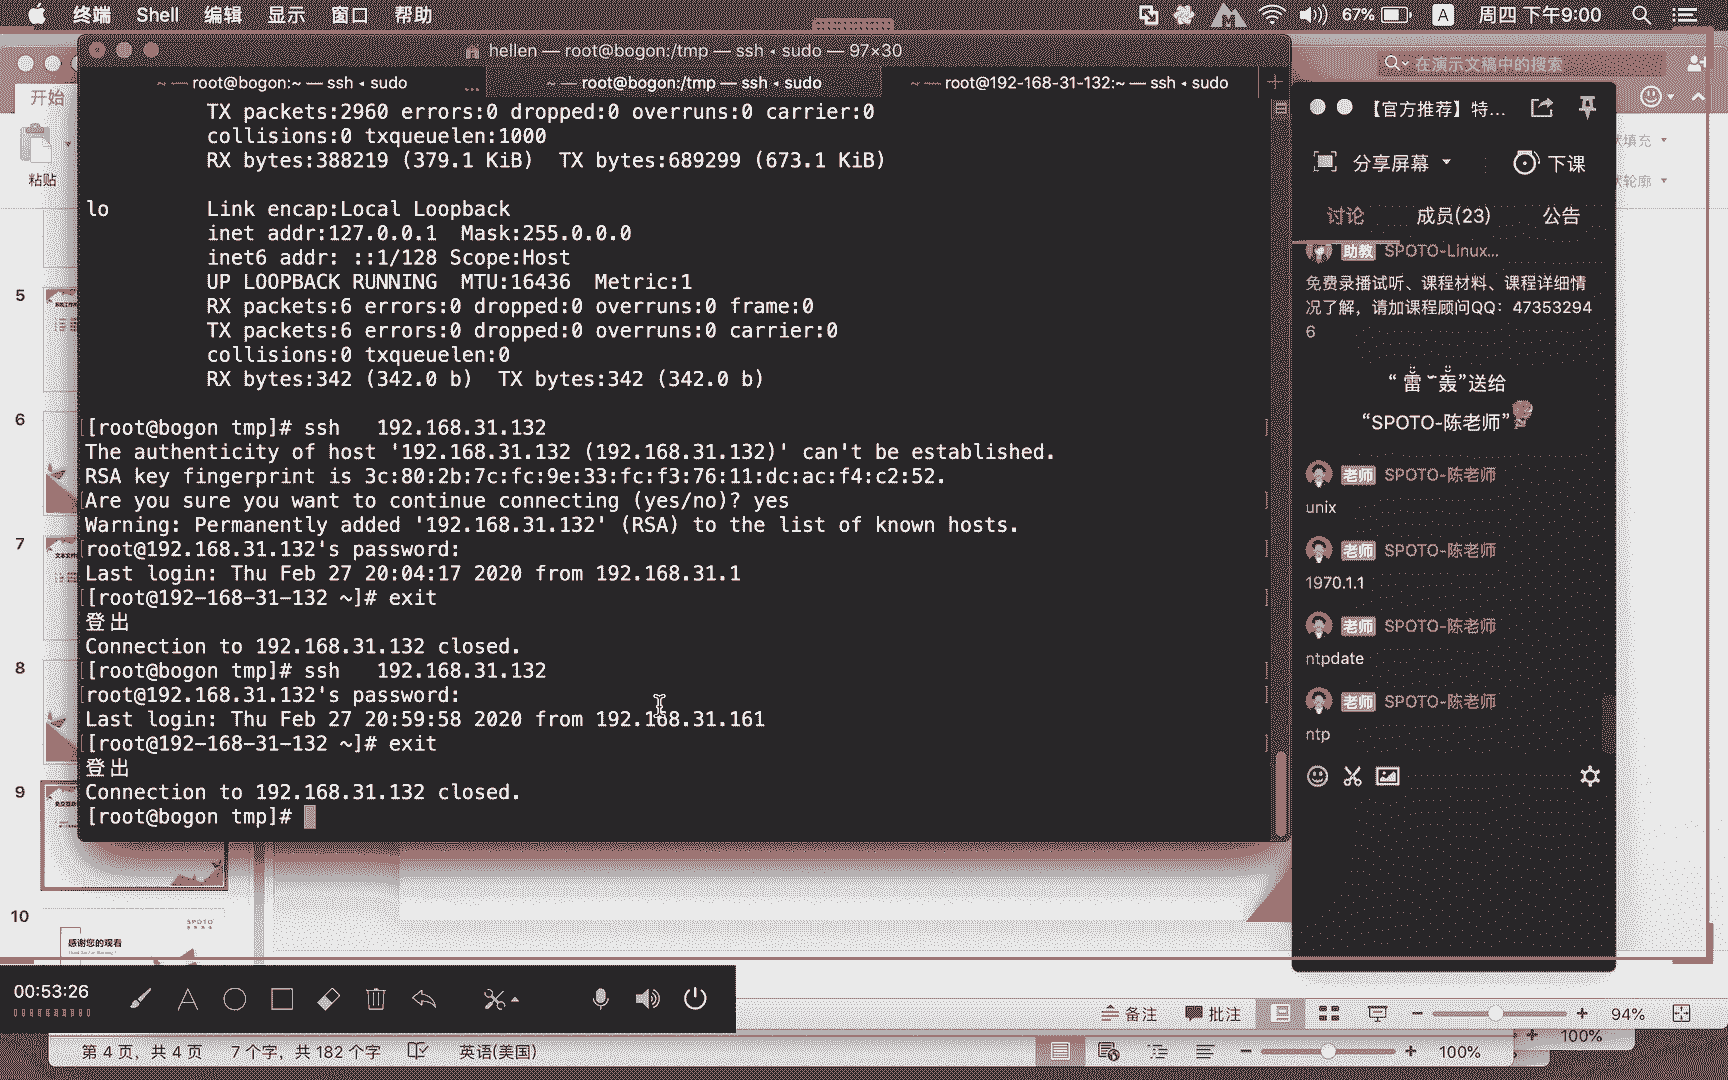 终端 Shell 编辑 显示 窗口 帮助 67% A 周四 下午9:00
hellen — root@bogon:/tmp — ssh ◂ sudo — 97×30
~ — root@bogon:~ — ssh ◂ sudo ... ~ — root@bogon:/tmp — ssh ◂ sudo ~ — root@192-168-31-132:~ — ssh ◂ sudo +
在演示文稿中的搜索
开始
粘贴
状填充
状轮廓
TX packets:2960 errors:0 dropped:0 overruns:0 carrier:0
collisions:0 txqueuelen:1000
RX bytes:388219 (379.1 KiB)  TX bytes:689299 (673.1 KiB)
lo        Link encap:Local Loopback
inet addr:127.0.0.1  Mask:255.0.0.0
inet6 addr: ::1/128 Scope:Host
UP LOOPBACK RUNNING  MTU:16436  Metric:1
RX packets:6 errors:0 dropped:0 overruns:0 frame:0
TX packets:6 errors:0 dropped:0 overruns:0 carrier:0
collisions:0 txqueuelen:0
RX bytes:342 (342.0 b)  TX bytes:342 (342.0 b)
[root@bogon tmp]# ssh   192.168.31.132
The authenticity of host '192.168.31.132 (192.168.31.132)' can't be established.
RSA key fingerprint is 3c:80:2b:7c:fc:9e:33:fc:f3:76:11:dc:ac:f4:c2:52.
Are you sure you want to continue connecting (yes/no)? yes
Warning: Permanently added '192.168.31.132' (RSA) to the list of known hosts.
root@192.168.31.132's password:
Last login: Thu Feb 27 20:04:17 2020 from 192.168.31.1
[root@192-168-31-132 ~]# exit
登出
Connection to 192.168.31.132 closed.
[root@bogon tmp]# ssh   192.168.31.132
root@192.168.31.132's password:
Last login: Thu Feb 27 20:59:58 2020 from 192.168.31.161
[root@192-168-31-132 ~]# exit
登出
Connection to 192.168.31.132 closed.
[root@bogon tmp]#
【官方推荐】特...
分享屏幕 下课
讨论 成员(23) 公告
助教 SPOTO-Linux...
免费录播试听、课程材料、课程详细情
况了解，请加课程顾问QQ：47353294
6
“ 雷 ˜ 轰”送给
“SPOTO-陈老师”
老师 SPOTO-陈老师
unix
老师 SPOTO-陈老师
1970.1.1
老师 SPOTO-陈老师
ntpdate
老师 SPOTO-陈老师
ntp
5
6
7
8
9
10
SPOTO
感谢您的观看
00:53:26
备注 批注 94%
100%
第 4 页，共 4 页 7 个字，共 182 个字 英语(美国) 100%